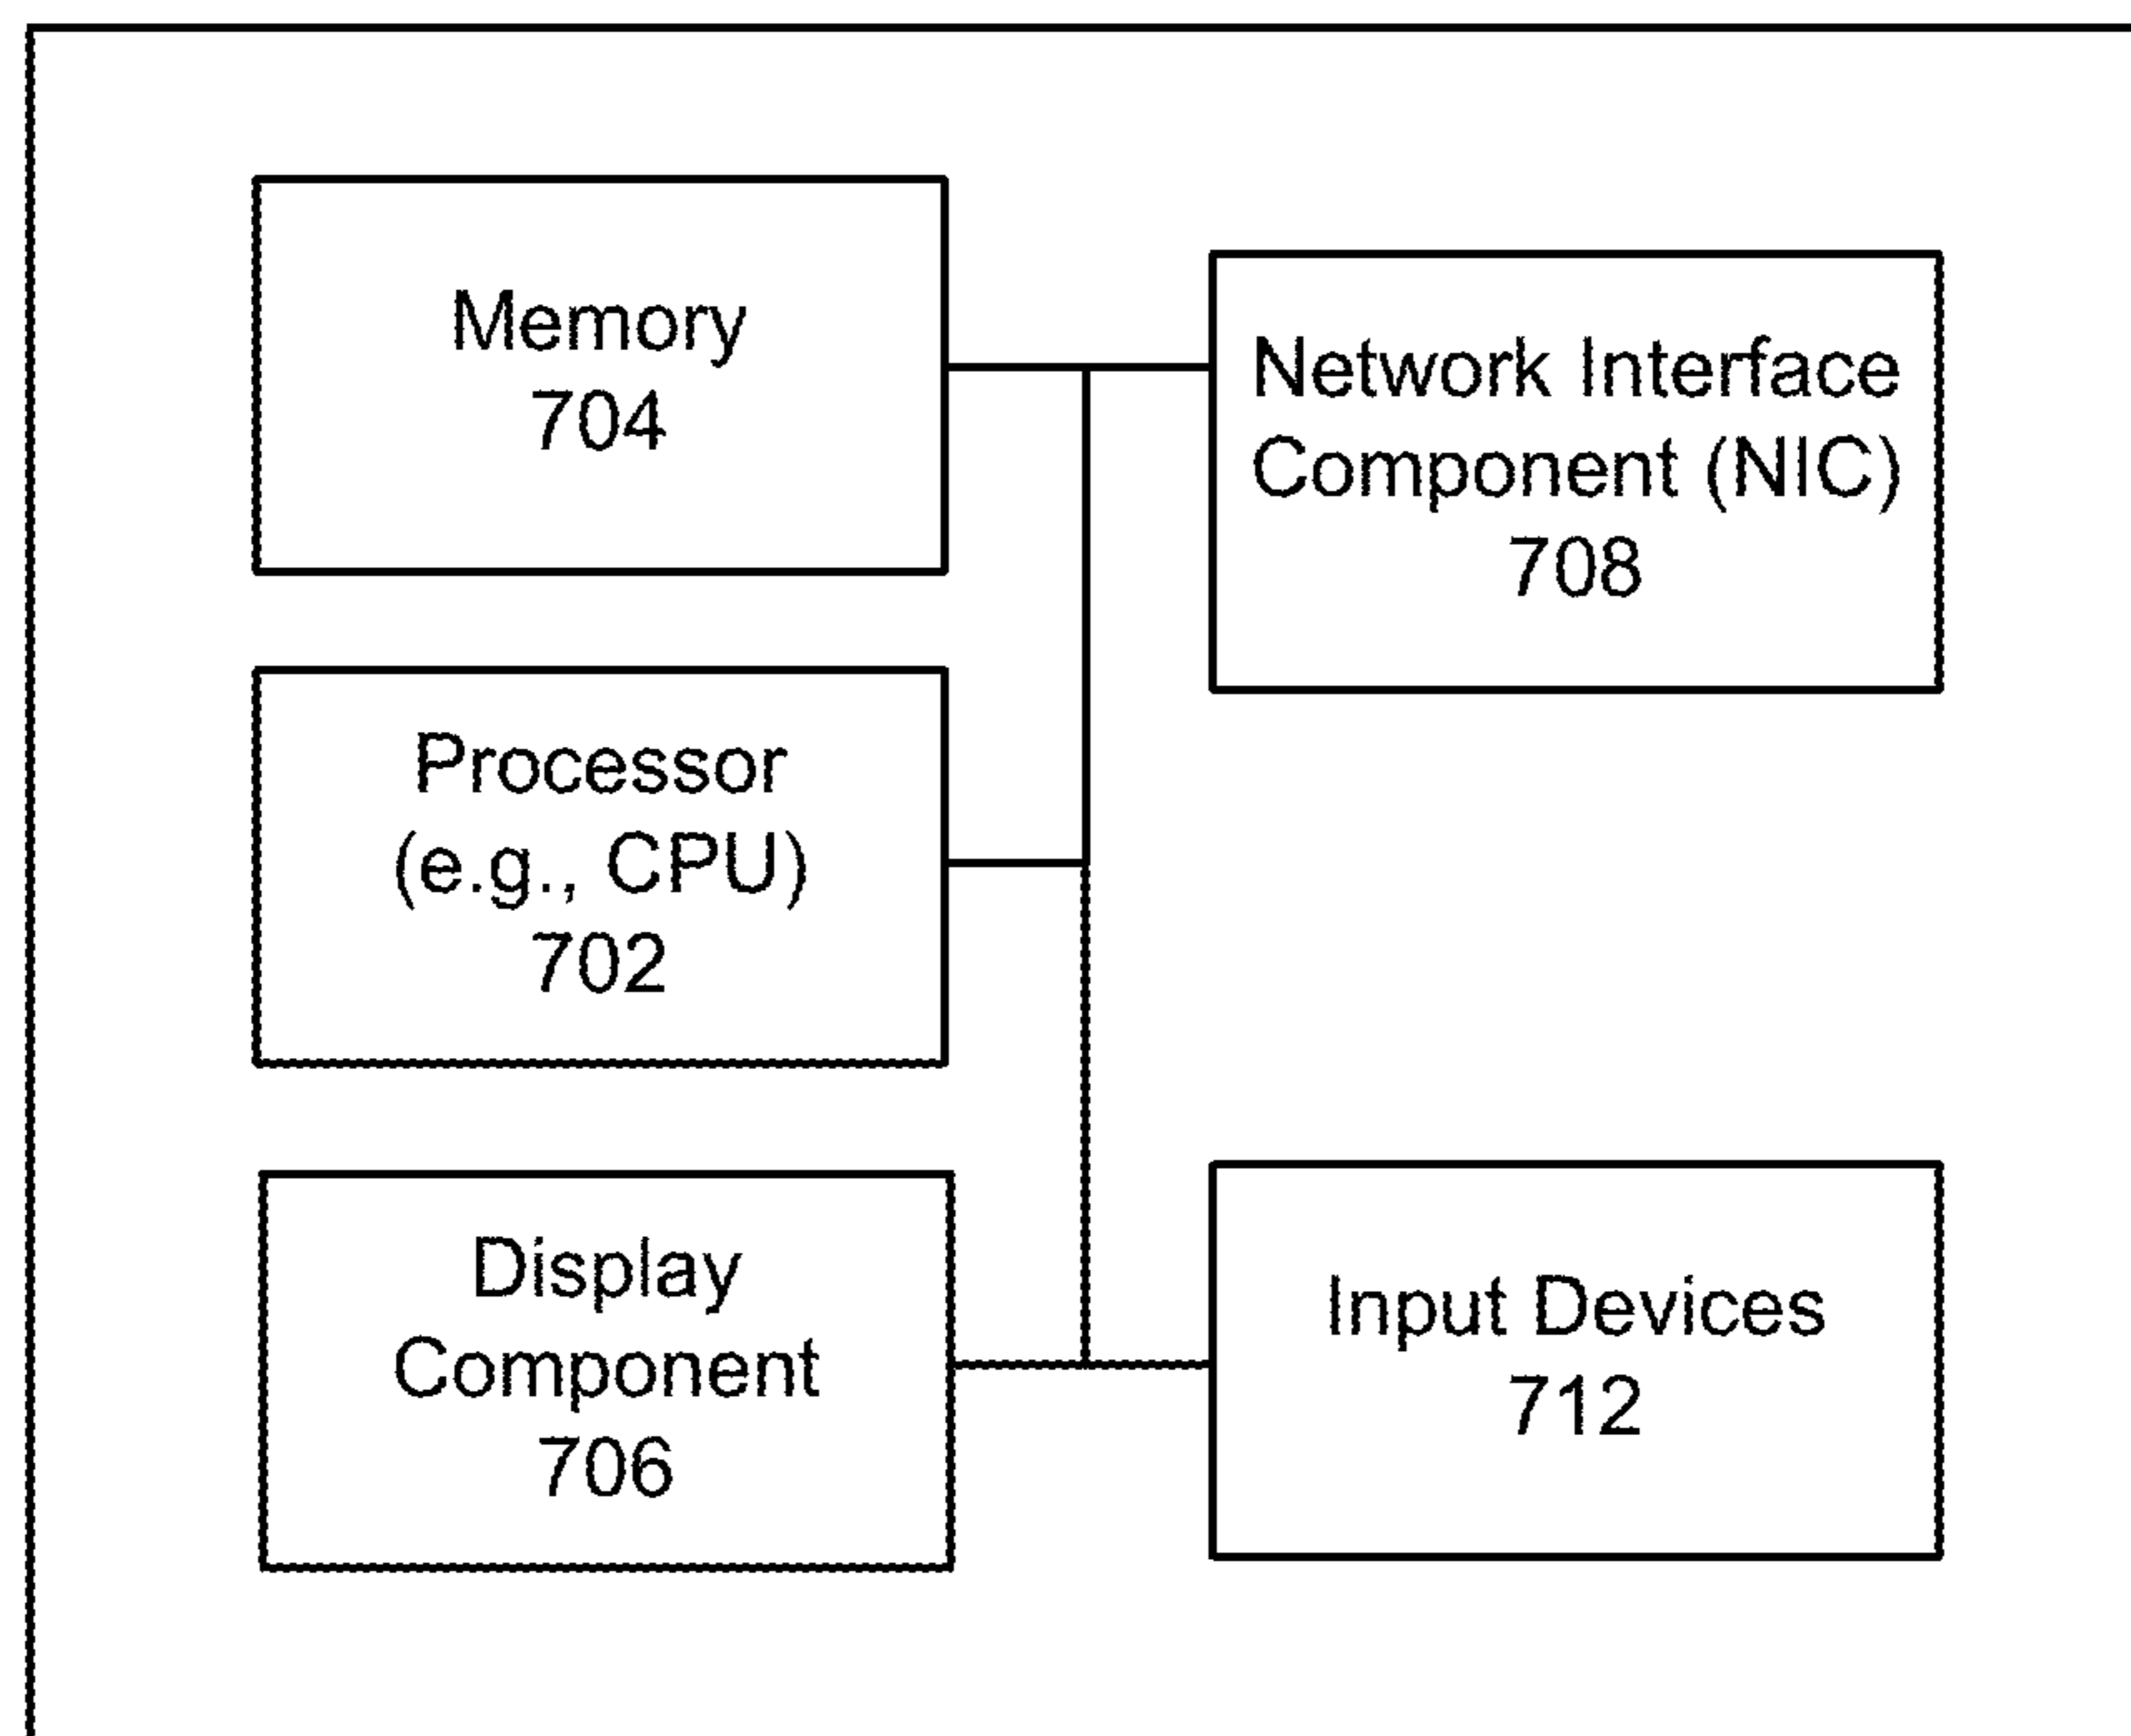 Memory
704
Network Interface
Component (NIC)
708
Processor
(e.g., CPU)
702
Display
Component
706
Input Devices
712